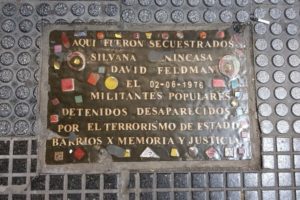 AQUI FUERON SECUESTRADOS
SILVANA NINCASA
DAVID FELDMAN
EL 02-06-1976
MILITANTES POPULARES
DETENIDOS DESAPARECIDOS
POR EL TERRORISMO DE ESTADO
BARRIOS X MEMORIA Y JUSTICIA